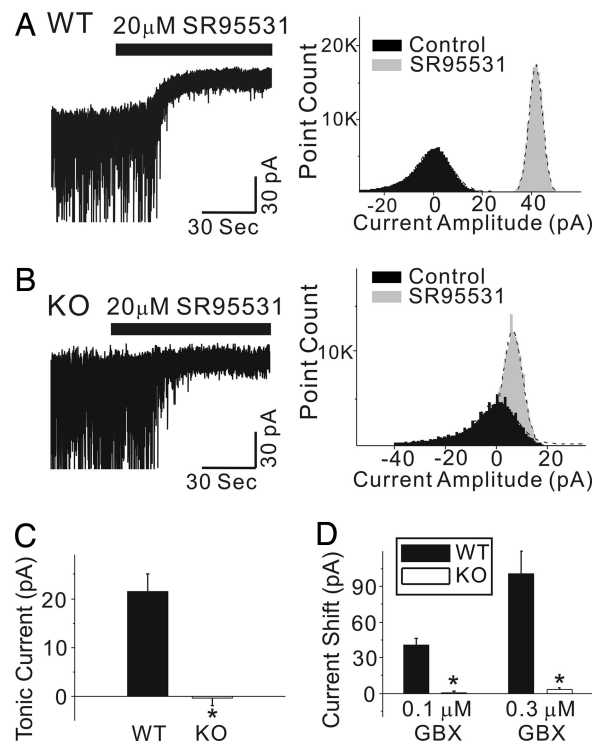 A
WT
20μM SR95531
30 pA
30 Sec
Point Count
20K
10K
Control
SR95531
-20 0 20 40
Current Amplitude (pA)
B
KO
20μM SR95531
30 pA
30 Sec
Point Count
10K
Control
SR95531
-40 -20 0 20
Current Amplitude (pA)
C
Tonic Current (pA)
20
10
0
*
WT KO
D
Current Shift (pA)
90
60
30
0
WT
KO
* *
0.1 μM 0.3 μM
GBX GBX